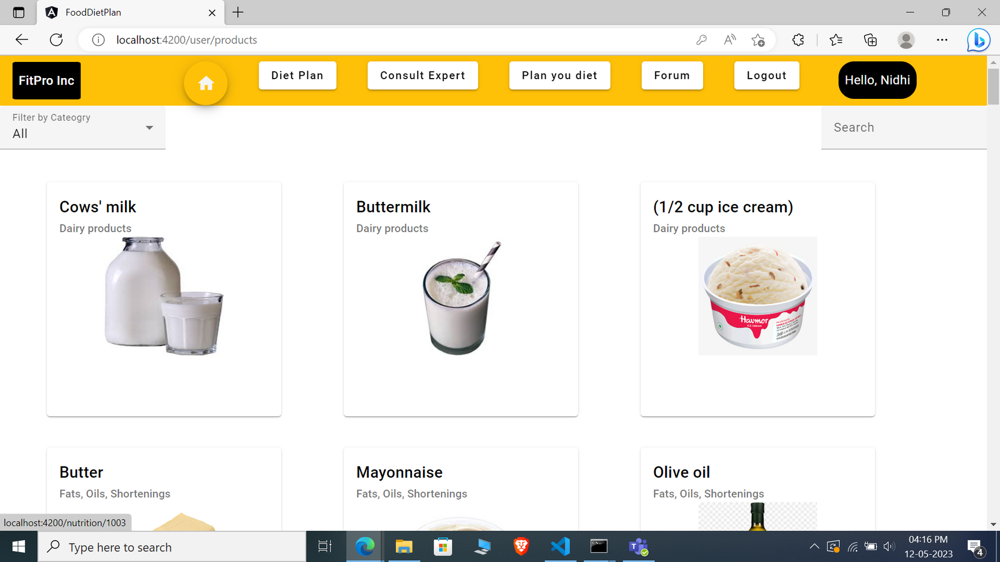 FoodDietPlan
localhost:4200/user/products
FitPro Inc
Diet Plan
Consult Expert
Plan you diet
Forum
Logout
Hello, Nidhi
Filter by Cateogry
All
Search
Cows' milk
Dairy products
Buttermilk
Dairy products
(1/2 cup ice cream)
Dairy products
Havmor
ICE CREAM
Butter
Fats, Oils, Shortenings
Mayonnaise
Fats, Oils, Shortenings
Olive oil
Fats, Oils, Shortenings
localhost:4200/nutrition/1003
Type here to search
04:16 PM
12-05-2023
4